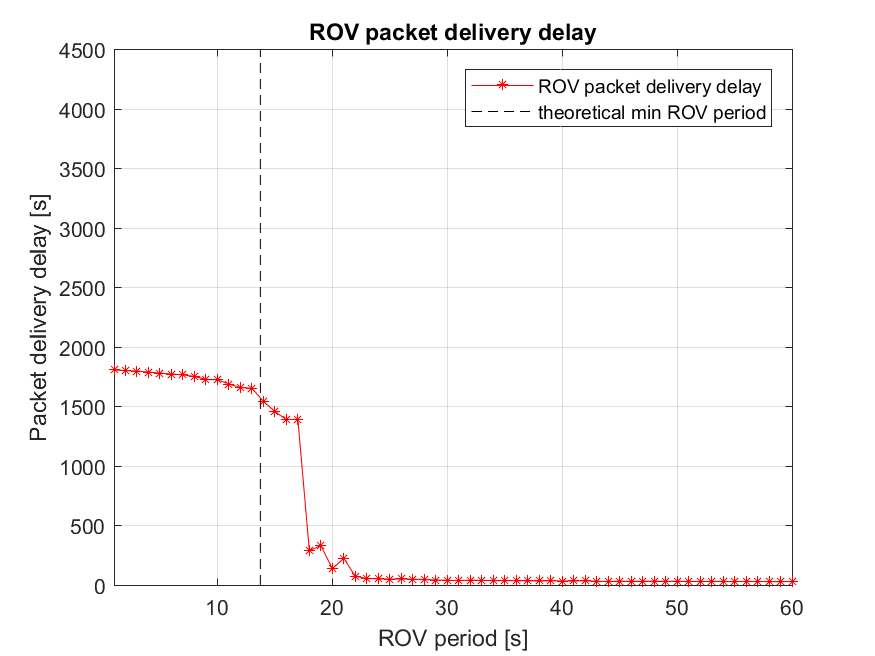 ROV packet delivery delay
4500
4000
3500
3000
2500
2000
1500
1000
500
0
Packet delivery delay [s]
ROV packet delivery delay
theoretical min ROV period
10 20 30 40 50 60
ROV period [s]